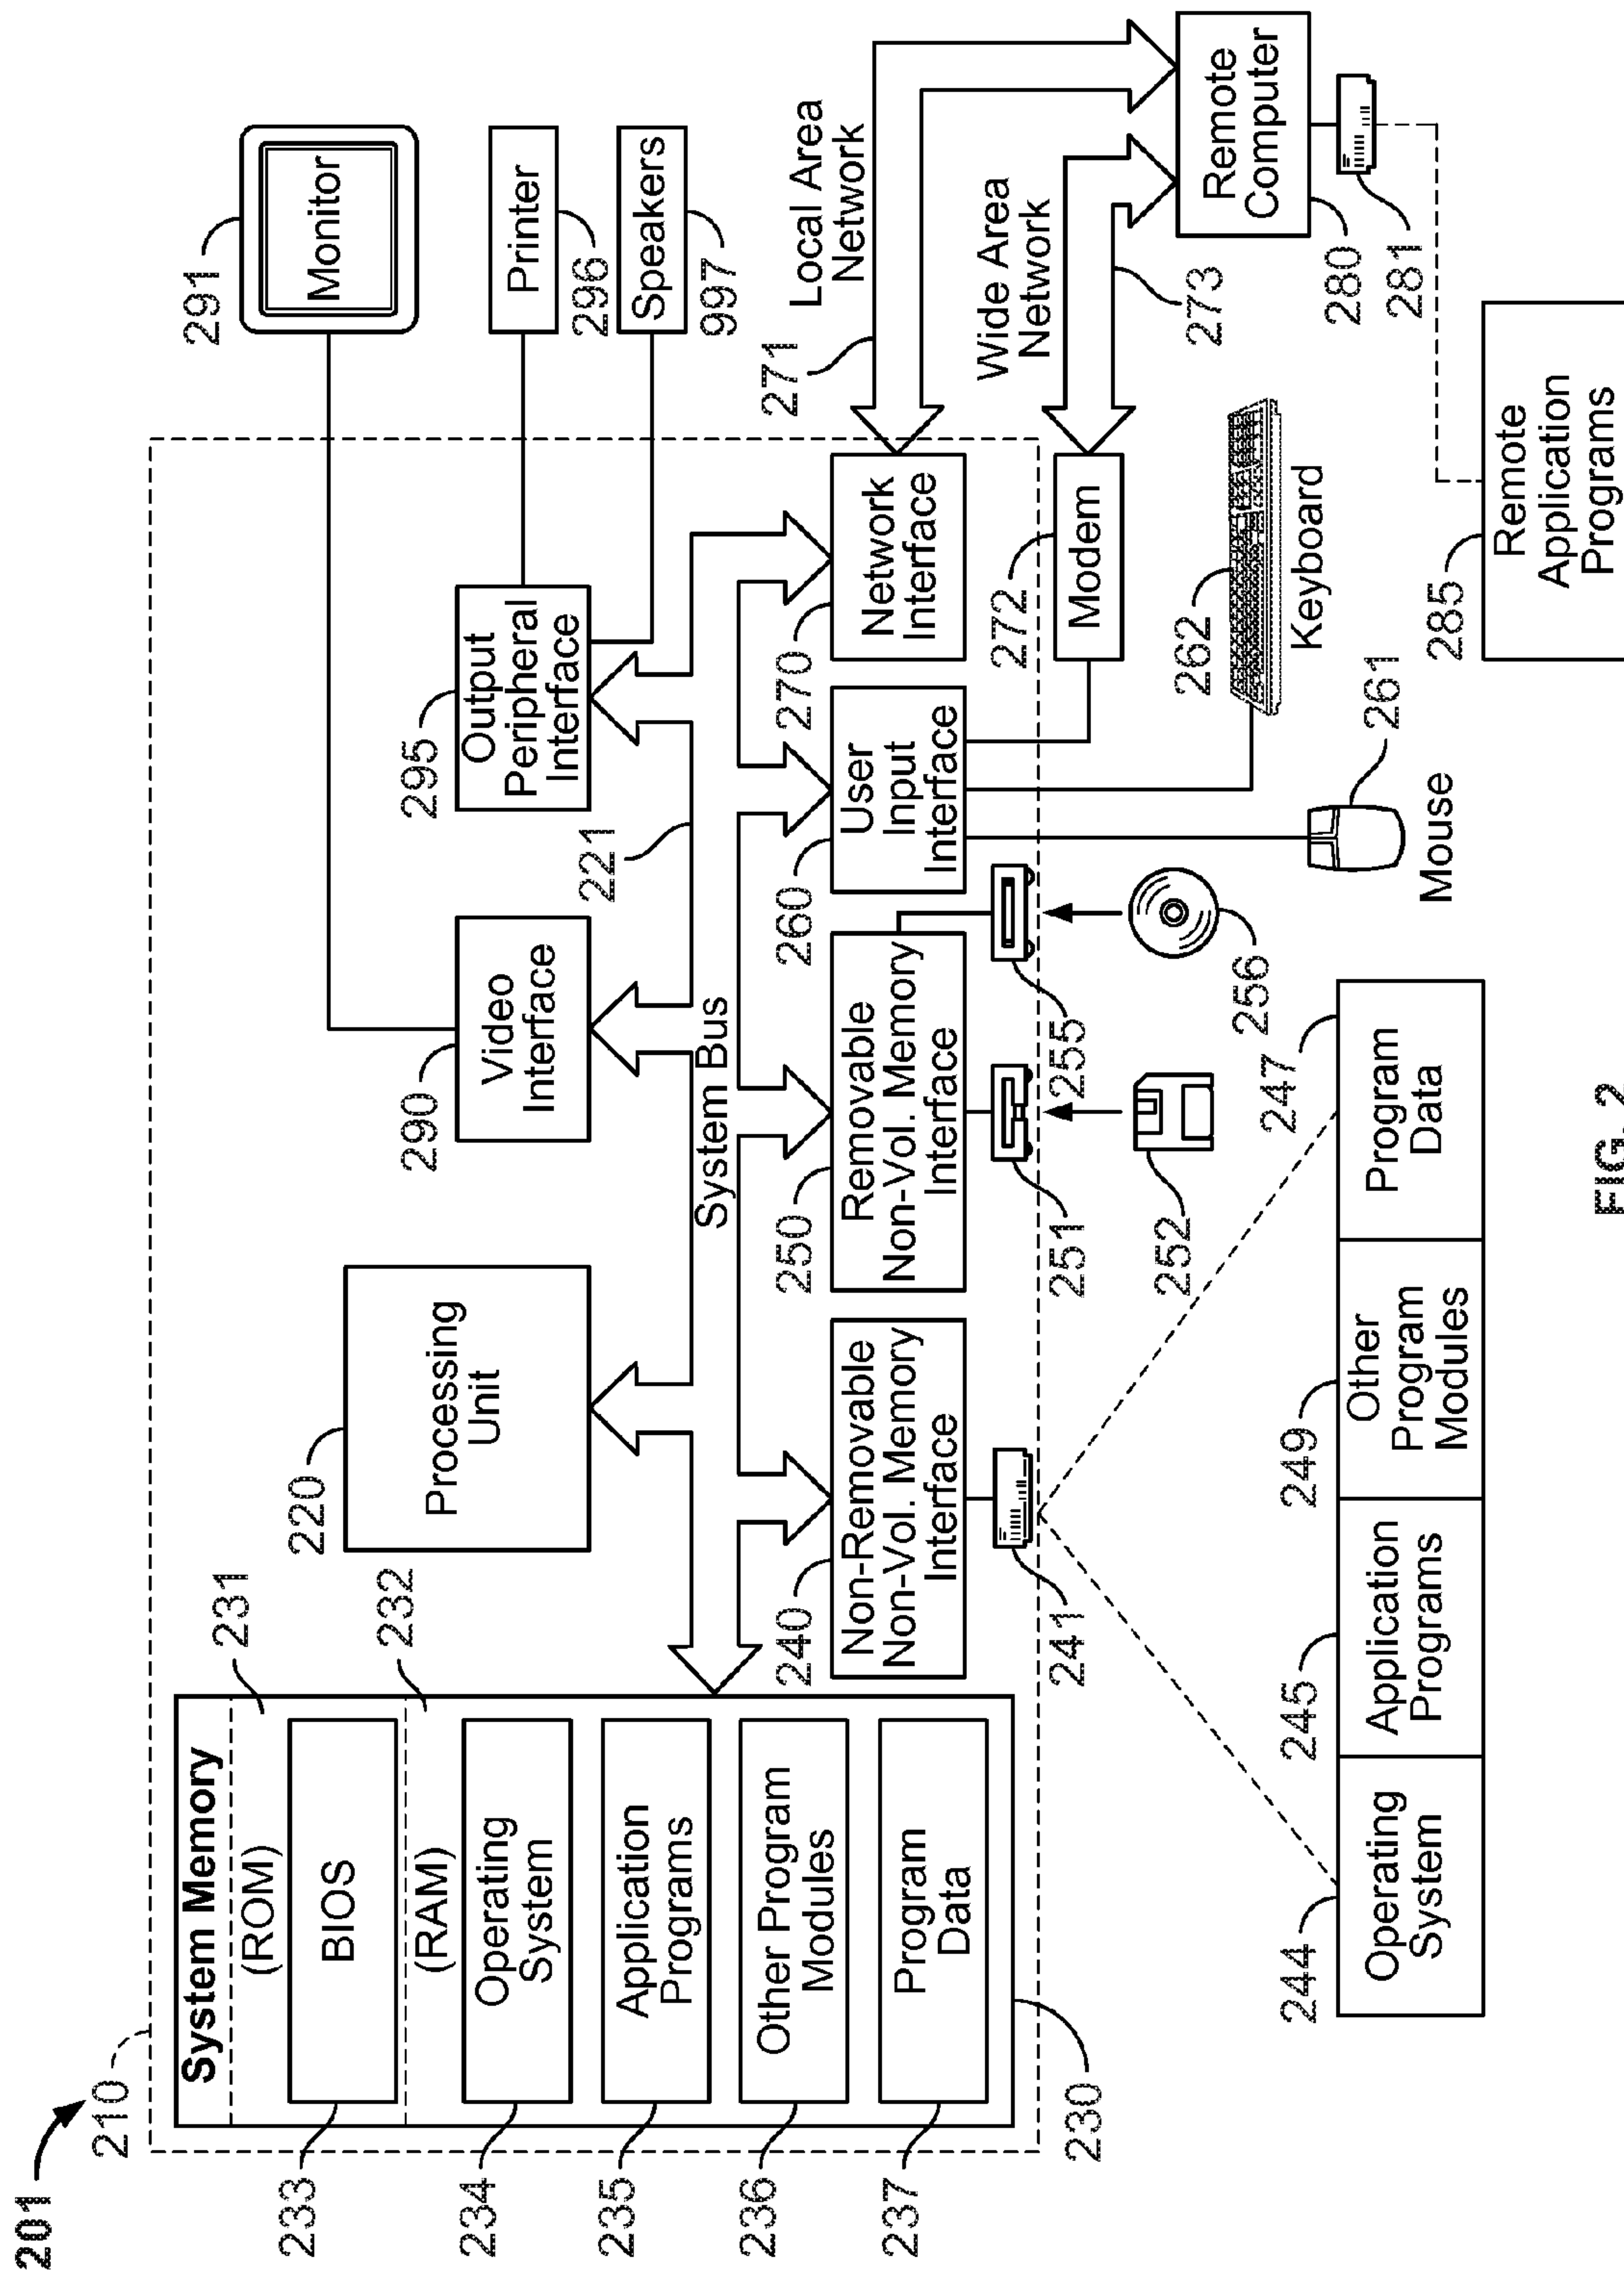 201
210
System Memory
(ROM)
231
233
BIOS
(RAM)
232
234
Operating
System
235
Application
Programs
236
Other Program
Modules
237
Program
Data
230
220
Processing
Unit
290
Video
Interface
295
Output
Peripheral
Interface
291
Monitor
Printer
296
Speakers
997
221
System Bus
240
Non-Removable
Non-Vol. Memory
Interface
250
Removable
Non-Vol. Memory
Interface
260
User
Input
Interface
270
Network
Interface
271
Local Area
Network
272
Modem
Wide Area
Network
273
Remote
Computer
280
281
241
251
255
252
256
262
Keyboard
261
Mouse
244
Operating
System
245
Application
Programs
249
Other
Program
Modules
247
Program
Data
285
Remote
Application
Programs
FIG. 2